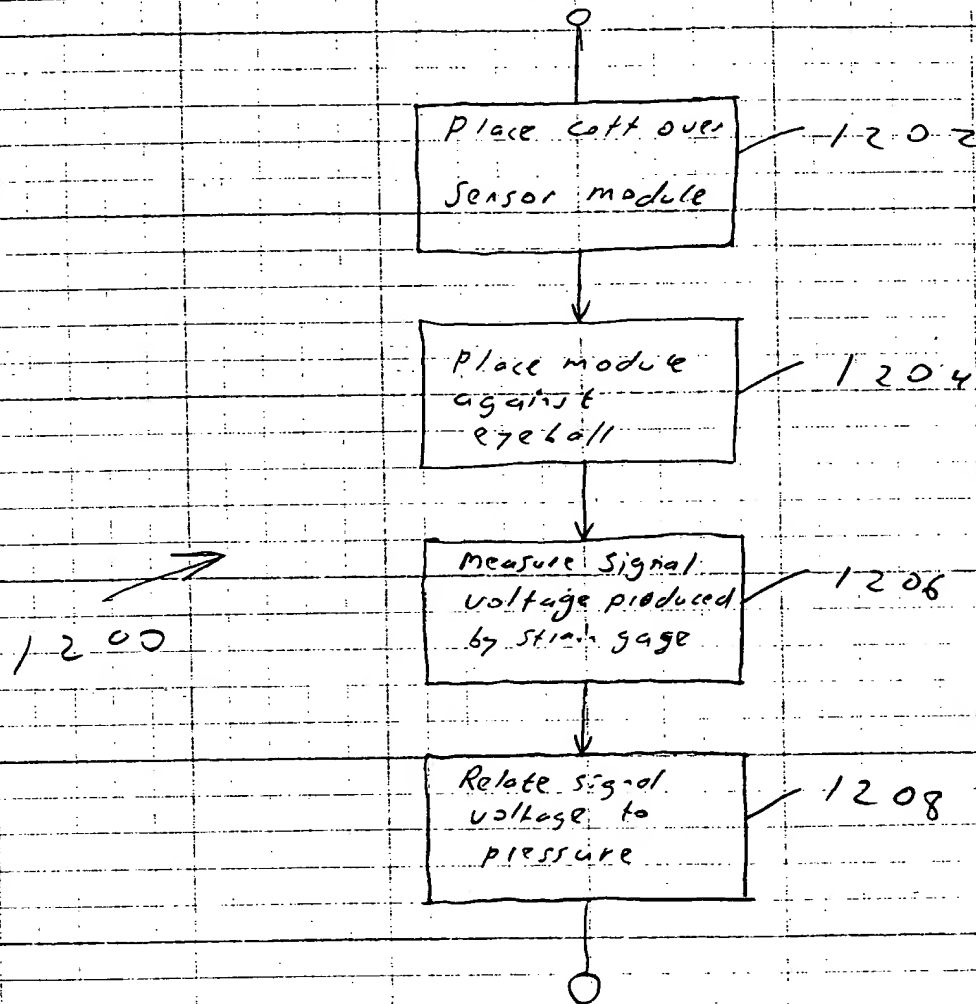 Place cott over
1202
Sensor module
Place module
1204
against
eyeball
Measure Signal
1206
voltage produced
by strain gage
1200
Relate signal
1208
voltage to
pressure